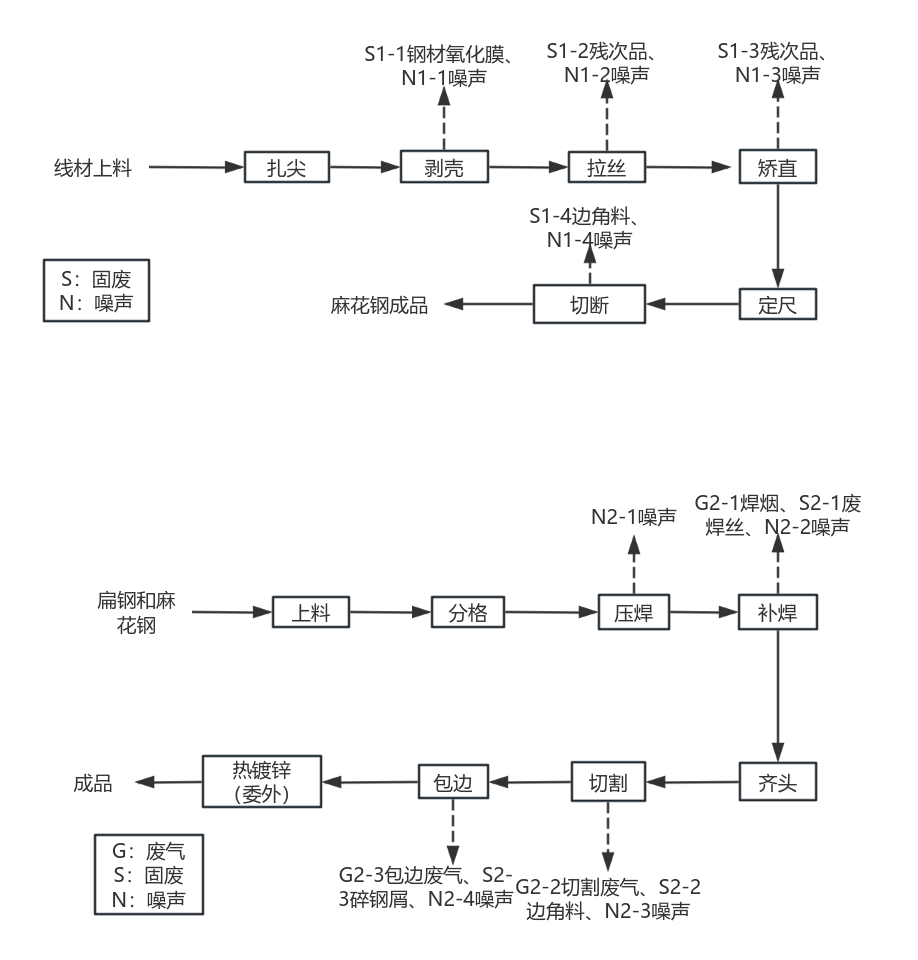 S1-1钢材氧化膜、
N1-1噪声
S1-2残次品、
N1-2噪声
S1-3残次品、
N1-3噪声
线材上料
扎尖
剥壳
拉丝
矫直
S1-4边角料、
N1-4噪声
S：固废
N：噪声
麻花钢成品
切断
定尺
N2-1噪声
G2-1焊烟、S2-1废
焊丝、N2-2噪声
扁钢和麻
花钢
上料
分格
压焊
补焊
成品
热镀锌
（委外）
包边
切割
齐头
G：废气
S：固废
N：噪声
G2-3包边废气、S2-
3碎钢屑、N2-4噪声
G2-2切割废气、S2-2
边角料、N2-3噪声